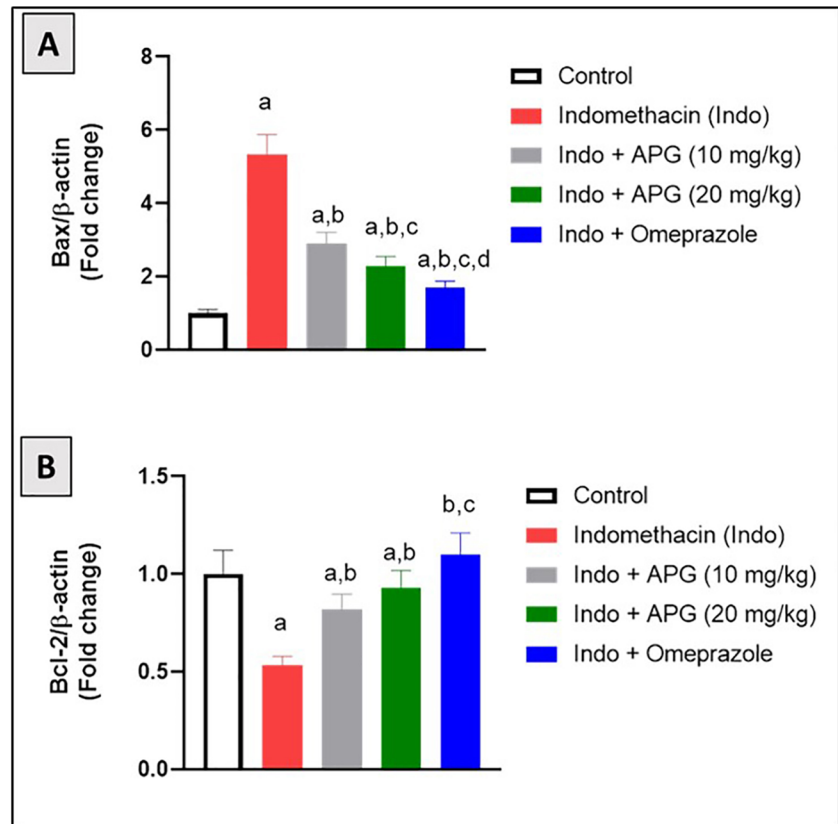 A
Bax/β-actin
(Fold change)
8
6
4
2
0
a
a,b
a,b,c
a,b,c,d
Control
Indomethacin (Indo)
Indo + APG (10 mg/kg)
Indo + APG (20 mg/kg)
Indo + Omeprazole
B
Bcl-2/β-actin
(Fold change)
1.5
1.0
0.5
0.0
a
a,b
a,b
b,c
Control
Indomethacin (Indo)
Indo + APG (10 mg/kg)
Indo + APG (20 mg/kg)
Indo + Omeprazole